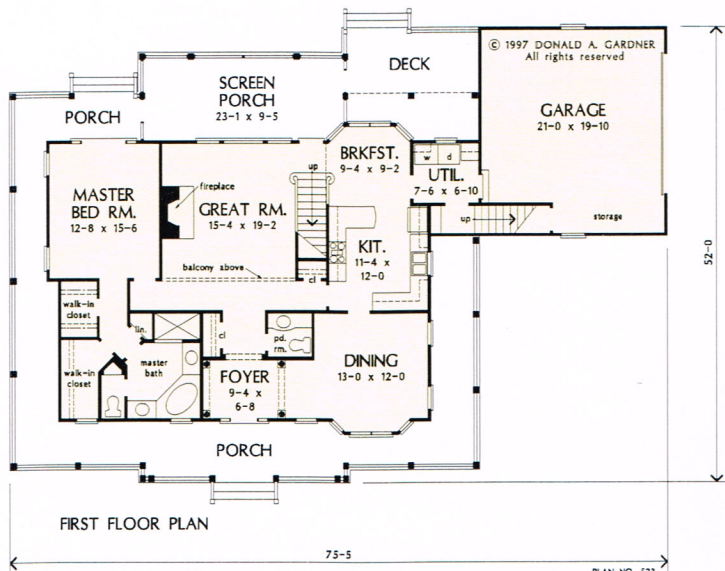 © 1997 DONALD A. GARDNER
All rights reserved
DECK
SCREEN
PORCH
23-1 x 9-5
GARAGE
21-0 x 19-10
PORCH
BRKFST.
9-4 x 9-2
w d
UTIL.
7-6 x 6-10
up
fireplace
MASTER
BED RM.
12-8 x 15-6
GREAT RM.
15-4 x 19-2
up
storage
KIT.
11-4 x
12-0
balcony above
cl
52-0
walk-in
closet
lin.
cl
pd.
rm.
walk-in
closet
master
bath
FOYER
9-4 x
6-8
DINING
13-0 x 12-0
PORCH
FIRST FLOOR PLAN
75-5
PLAN NO.